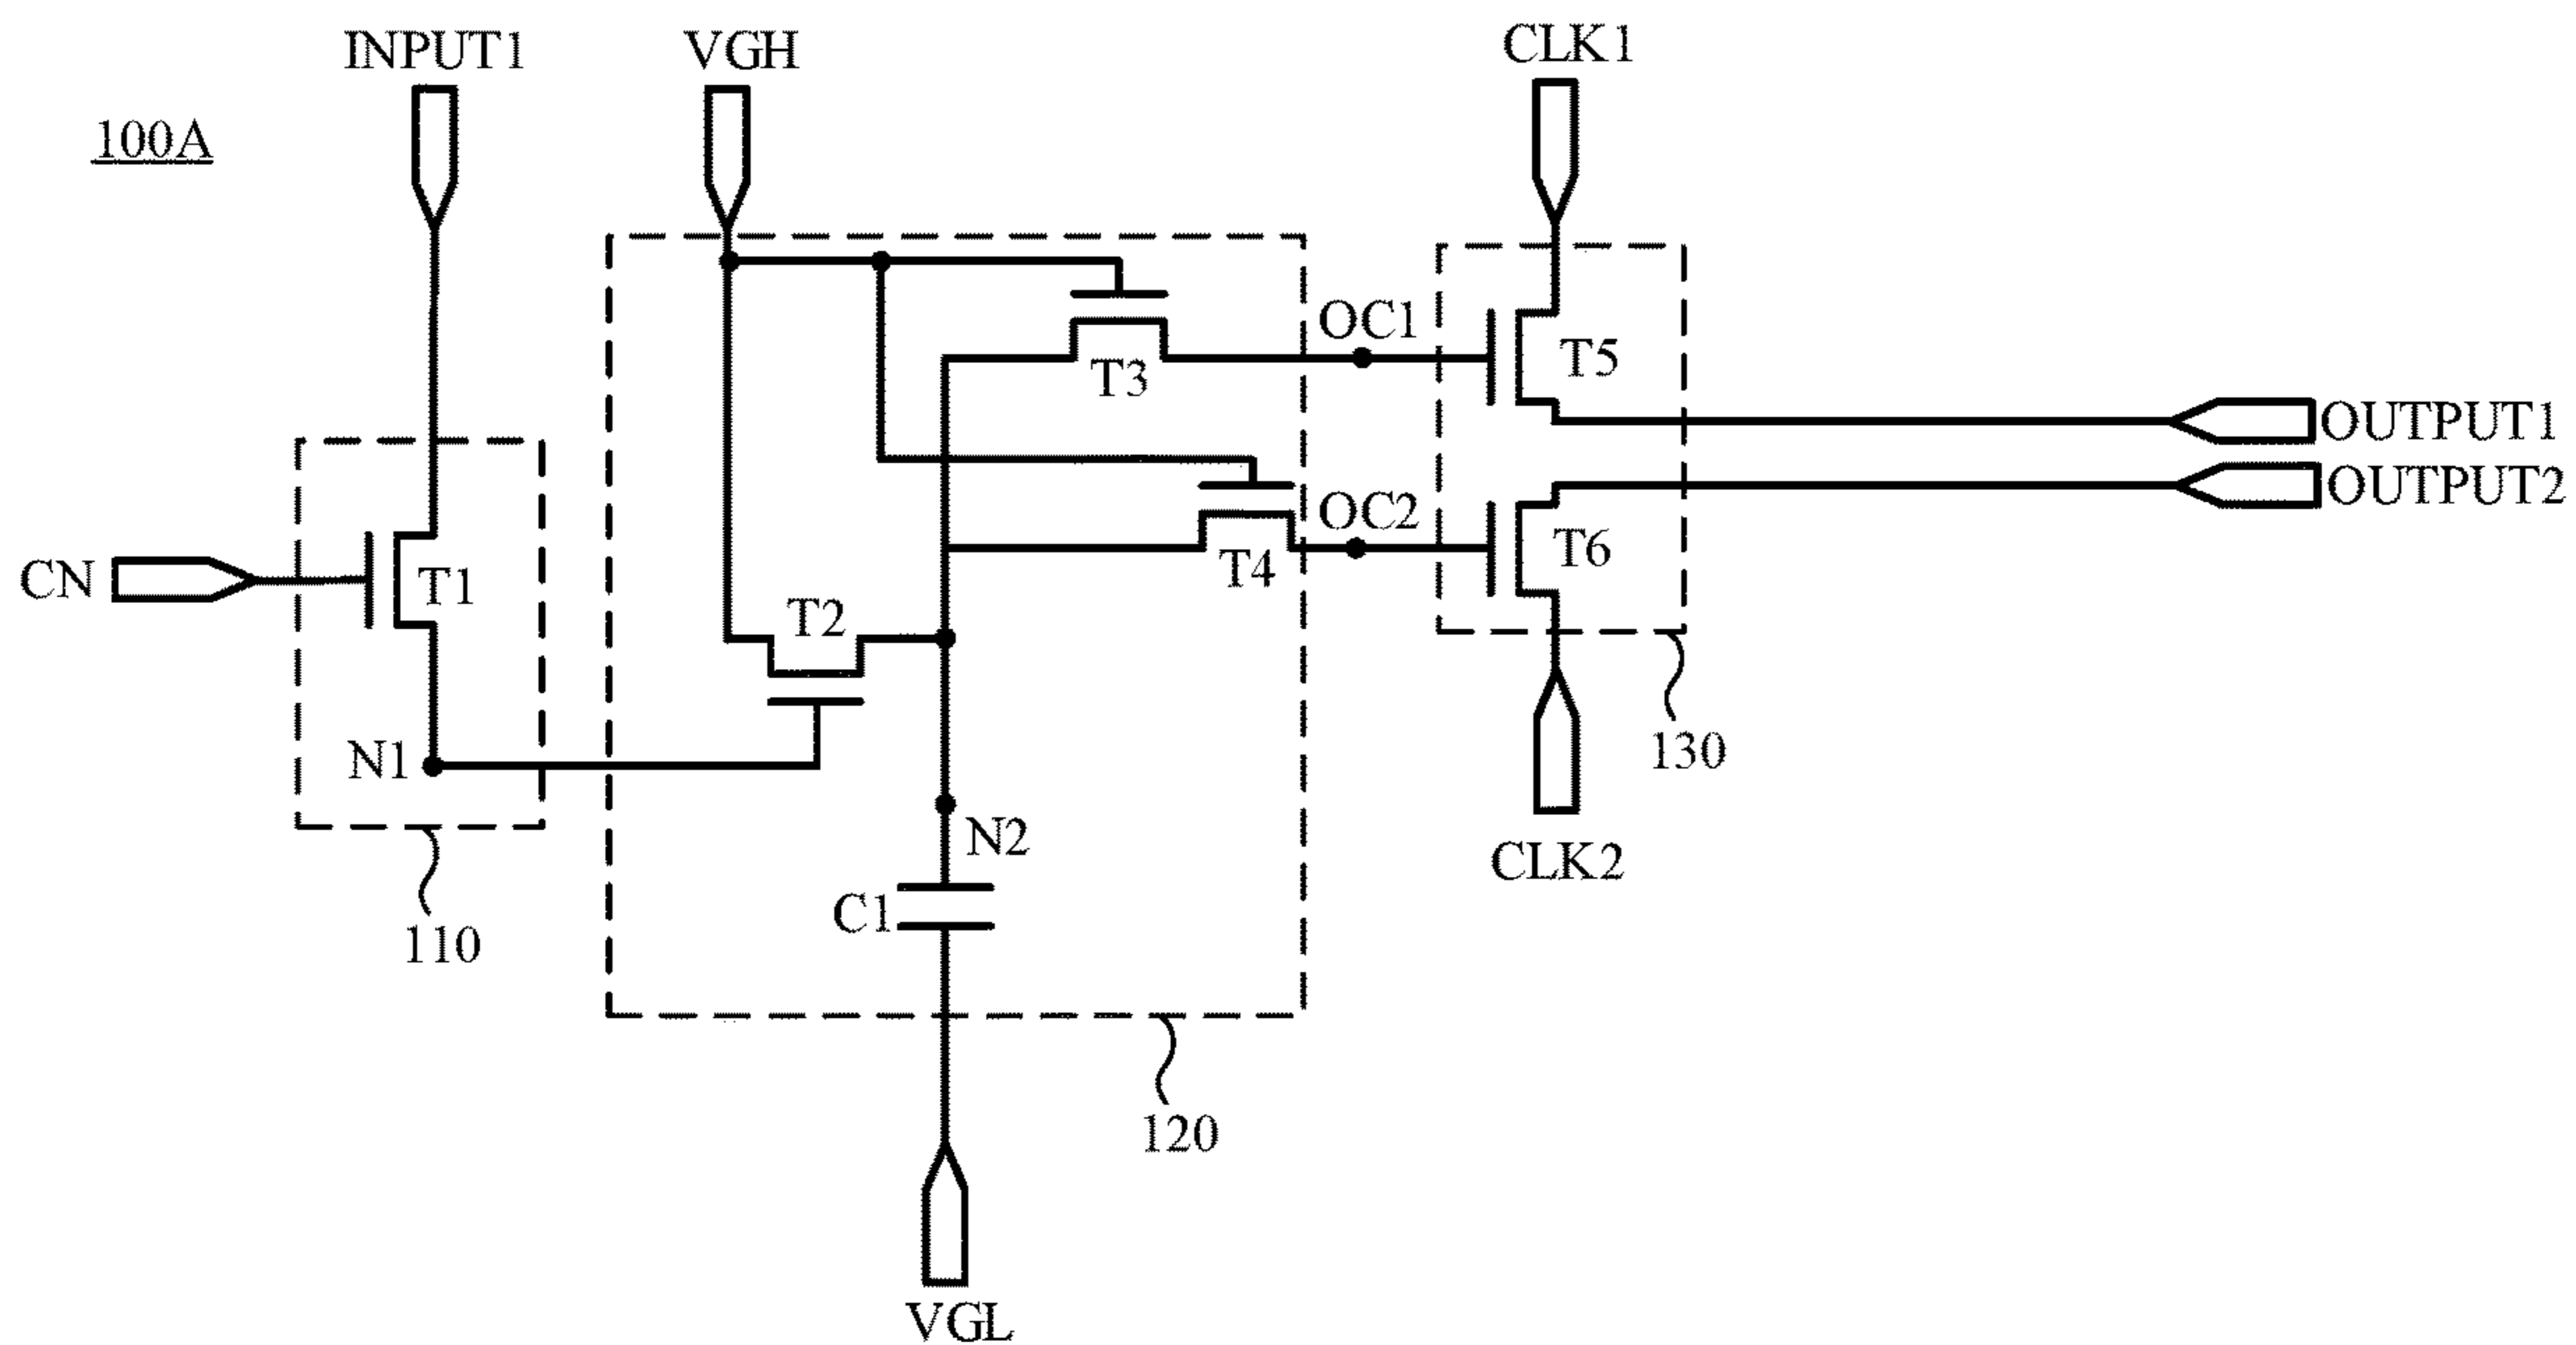 INPUT1
VGH
CLK1
100A
OC1
T5
T3
OUTPUT1
OUTPUT2
OC2
T6
T4
CN
T1
T2
N1
130
N2
CLK2
C1
110
120
VGL